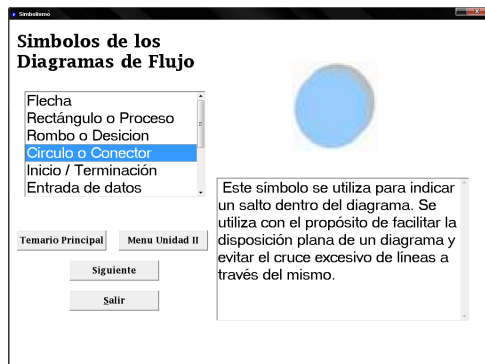 Simbolismo
Simbolos de los
Diagramas de Flujo
Flecha
Rectángulo o Proceso
Rombo o Desicion
Círculo o Conector
Inicio / Terminación
Entrada de datos
Este símbolo se utiliza para indicar
un salto dentro del diagrama. Se
utiliza con el propósito de facilitar la
disposición plana de un diagrama y
evitar el cruce excesivo de líneas a
través del mismo.
Temario Principal
Menu Unidad II
Siguiente
Salir